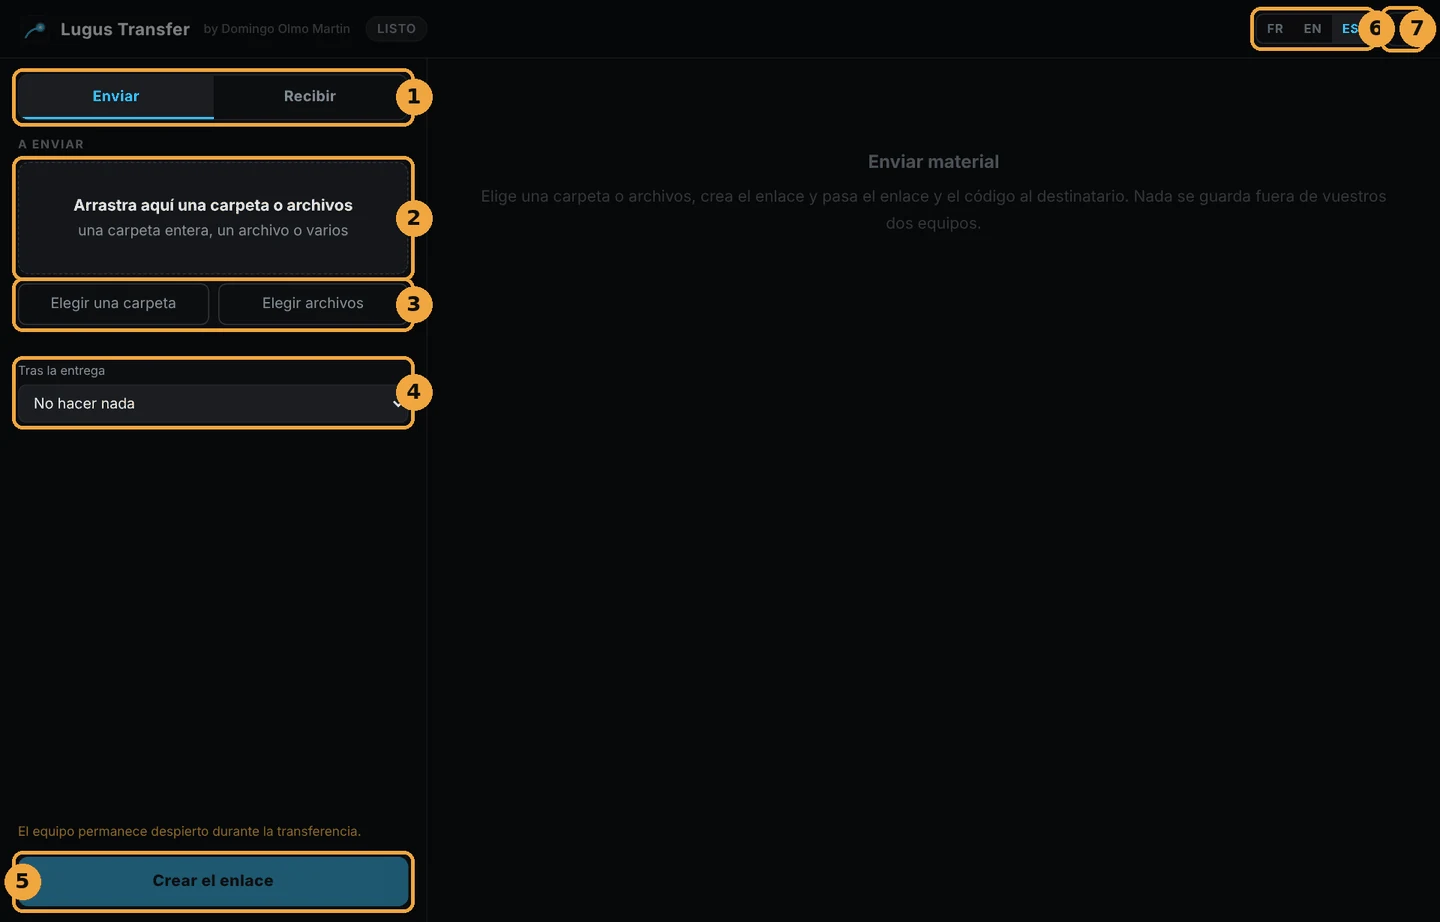 Lugus Transfer by Domingo Olmo Martin LISTO
FR EN ES 6 7
Enviar Recibir 1
A ENVIAR
Arrastra aquí una carpeta o archivos
una carpeta entera, un archivo o varios
2
Elegir una carpeta Elegir archivos 3
Tras la entrega
No hacer nada 4
El equipo permanece despierto durante la transferencia.
5 Crear el enlace
Enviar material
Elige una carpeta o archivos, crea el enlace y pasa el enlace y el código al destinatario. Nada se guarda fuera de vuestros
dos equipos.